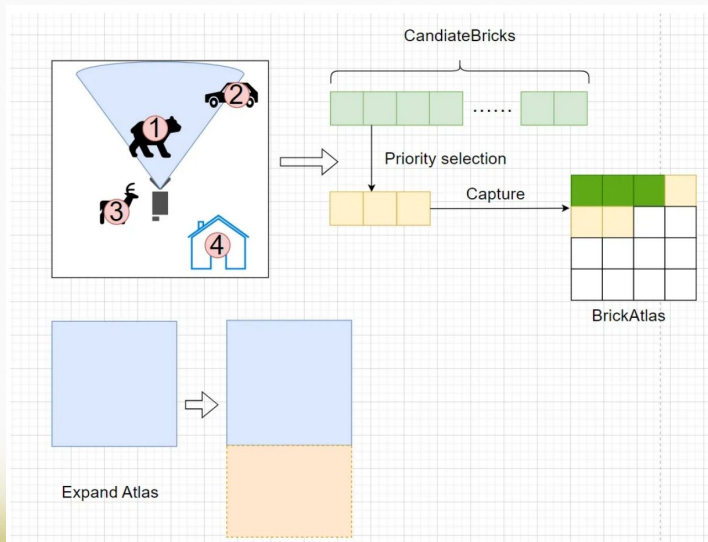 CandiateBricks
1
2
......
Priority selection
Capture
3
4
BrickAtlas
Expand Atlas